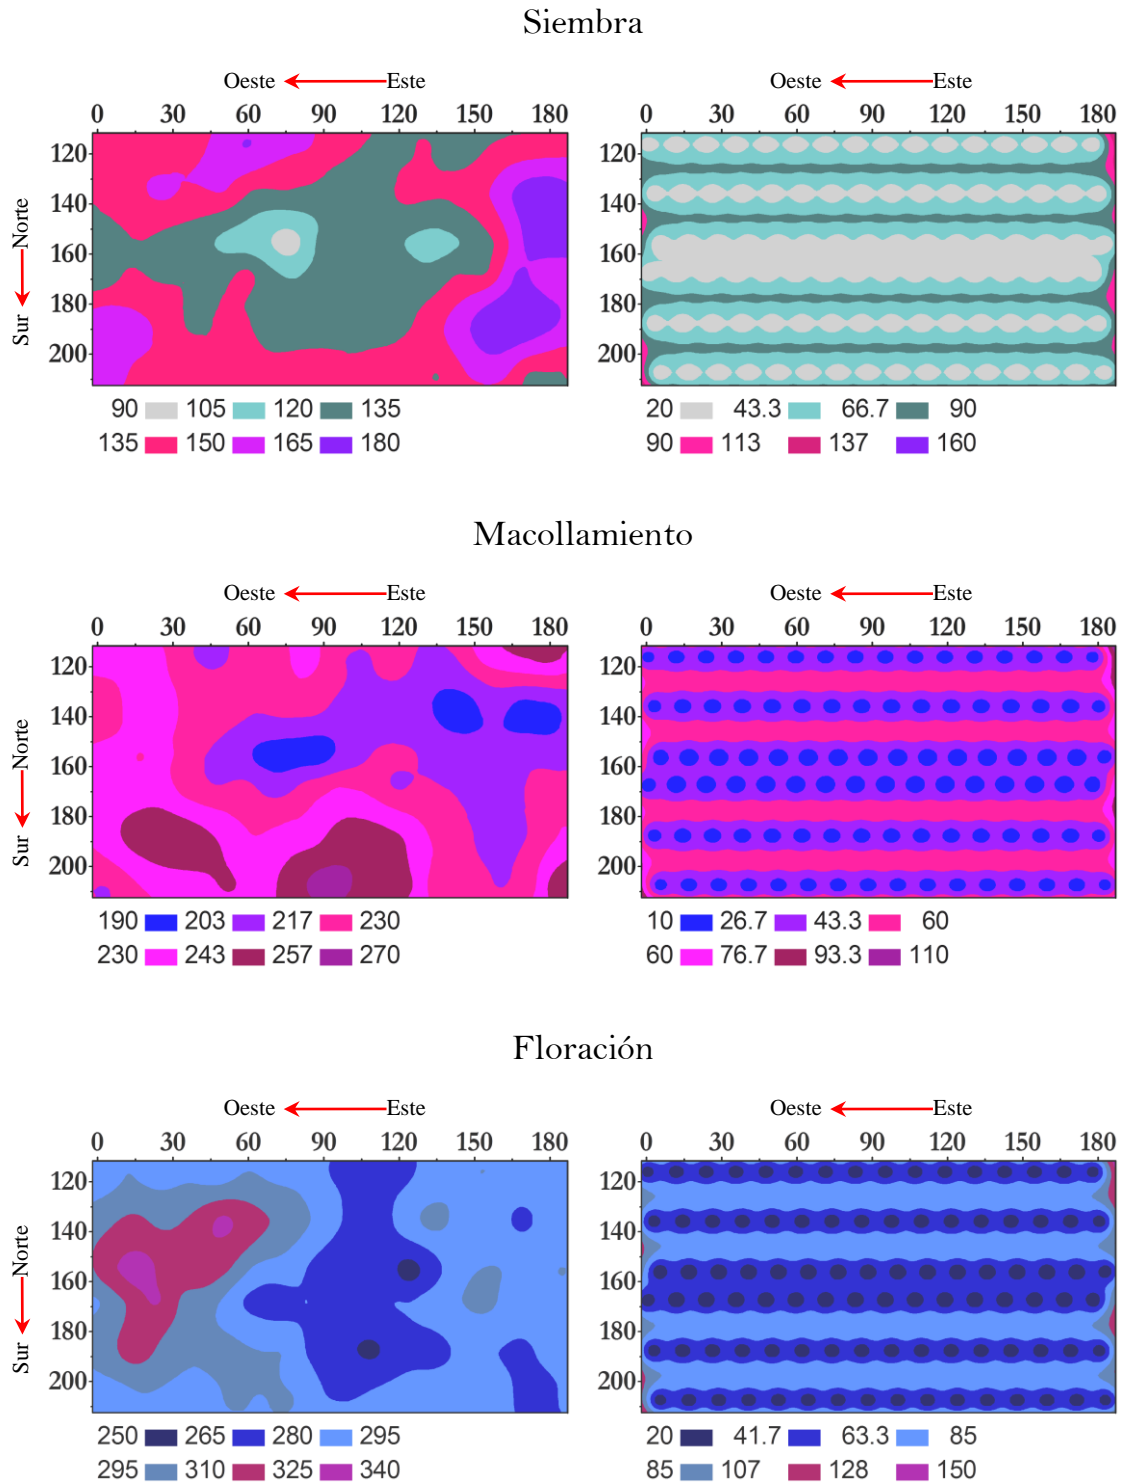 Siembra
Oeste Este Oeste Este
0 30 60 90 120 150 180 0 30 60 90 120 150 180
120 120
140 140
Norte
160 160
180 180
Sur
200 200
90 105 120 135 20 43.3 66.7 90
135 150 165 180 90 113 137 160
Macollamiento
Oeste Este Oeste Este
0 30 60 90 120 150 180 0 30 60 90 120 150 180
120 120
140 140
Norte
160 160
180 180
Sur
200 200
190 203 217 230 10 26.7 43.3 60
230 243 257 270 60 76.7 93.3 110
Floración
Oeste Este Oeste Este
0 30 60 90 120 150 180 0 30 60 90 120 150 180
120 120
140 140
Norte
160 160
180 180
Sur
200 200
250 265 280 295 20 41.7 63.3 85
295 310 325 340 85 107 128 150